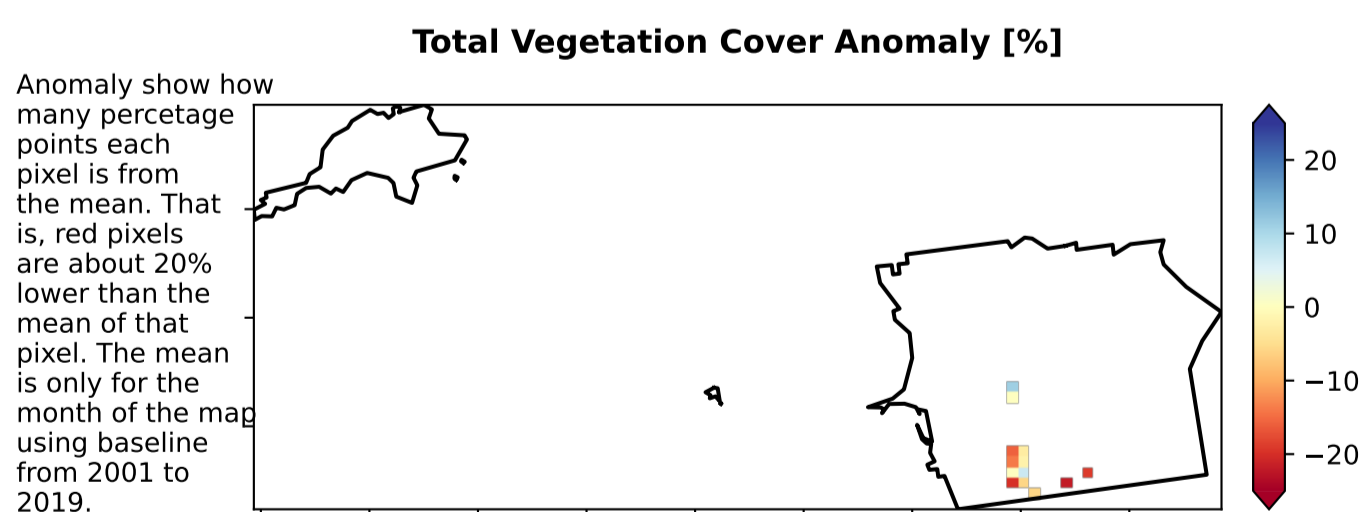 Total Vegetation Cover Anomaly [%]
Anomaly show how
many percetage
points each
pixel is from
the mean. That
is, red pixels
are about 20%
lower than the
mean of that
pixel. The mean
is only for the
month of the map
using baseline
from 2001 to
2019.
20
10
0
−10
−20